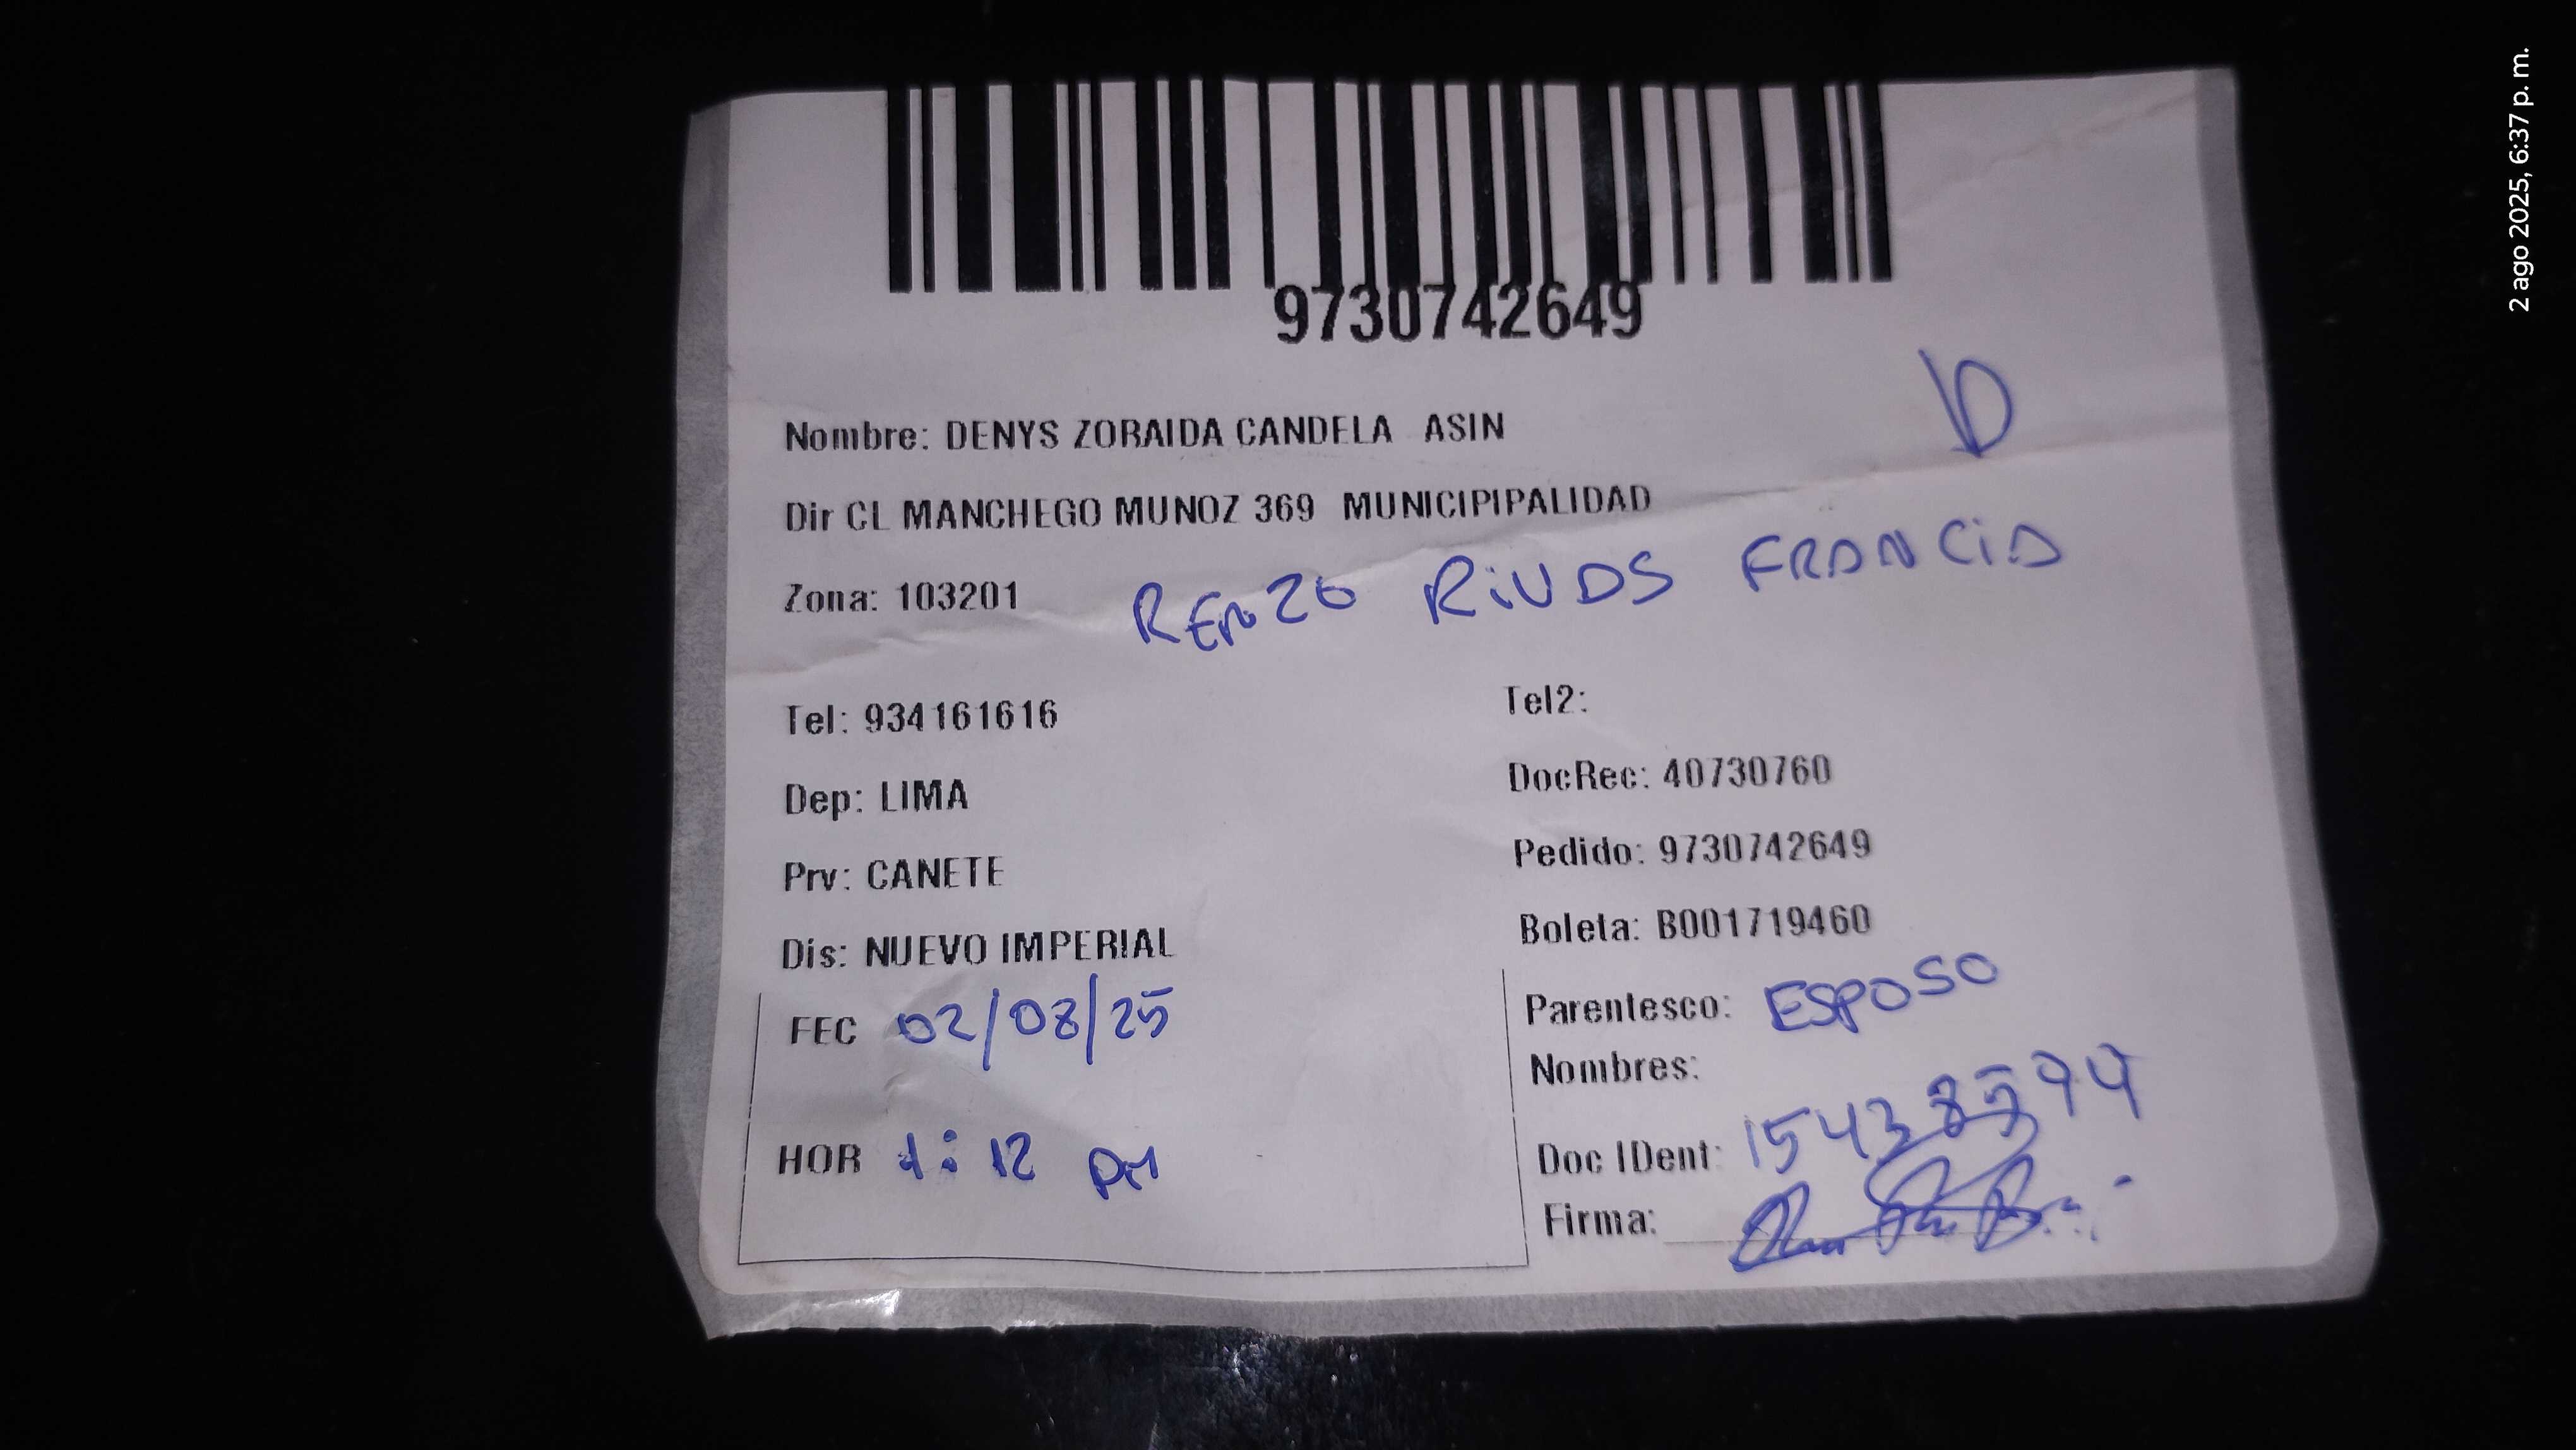 9730742649
Nombre: DENYS ZORAIDA CANDELA ASIN
Dir CL MANCHEGO MUNOZ 369 MUNICIPIPALIDAD
Zona: 103201
RENZO RIVAS FRANCIA
Tel: 934161616
Tel2:
Dep: LIMA
DocRec: 40730760
Prv: CANETE
Pedido: 9730742649
Dis: NUEVO IMPERIAL
Boleta: B001719460
FEC 02/08/25
Parentesco: ESPOSO
Nombres:
HOR 1:12 PM
Doc IDent:
Firma:
2 ago 2025, 6:37 p. m.